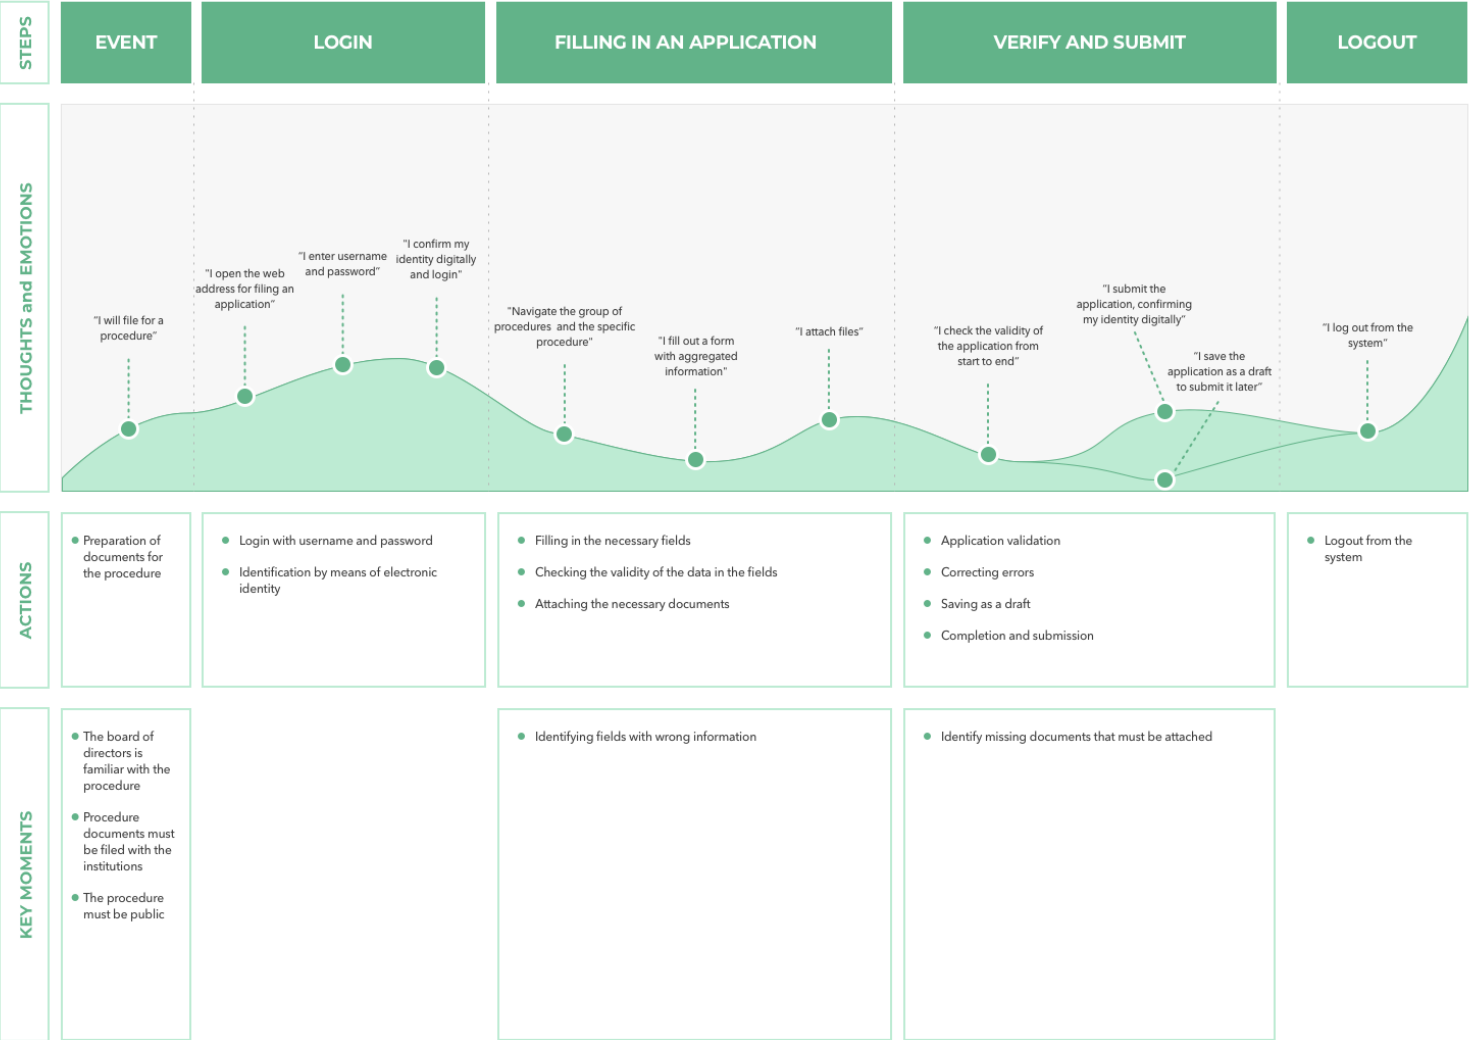 STEPS
EVENT
LOGIN
FILLING IN AN APPLICATION
VERIFY AND SUBMIT
LOGOUT
THOUGHTS and EMOTIONS
“I will file for a
procedure”
“I open the web
address for filing an
application”
“I enter username
and password”
“I confirm my
identity digitally
and login”
“Navigate the group of
procedures and the specific
procedure”
“I fill out a form
with aggregated
information”
“I attach files”
“I check the validity of
the application from
start to end”
“I submit the
application, confirming
my identity digitally”
“I save the
application as a draft
to submit it later”
“I log out from the
system”
ACTIONS
Preparation of
documents for
the procedure
Login with username and password
Identification by means of electronic
identity
Filling in the necessary fields
Checking the validity of the data in the fields
Attaching the necessary documents
Application validation
Correcting errors
Saving as a draft
Completion and submission
Logout from the
system
KEY MOMENTS
The board of
directors is
familiar with the
procedure
Procedure
documents must
be filed with the
institutions
The procedure
must be public
Identifying fields with wrong information
Identify missing documents that must be attached